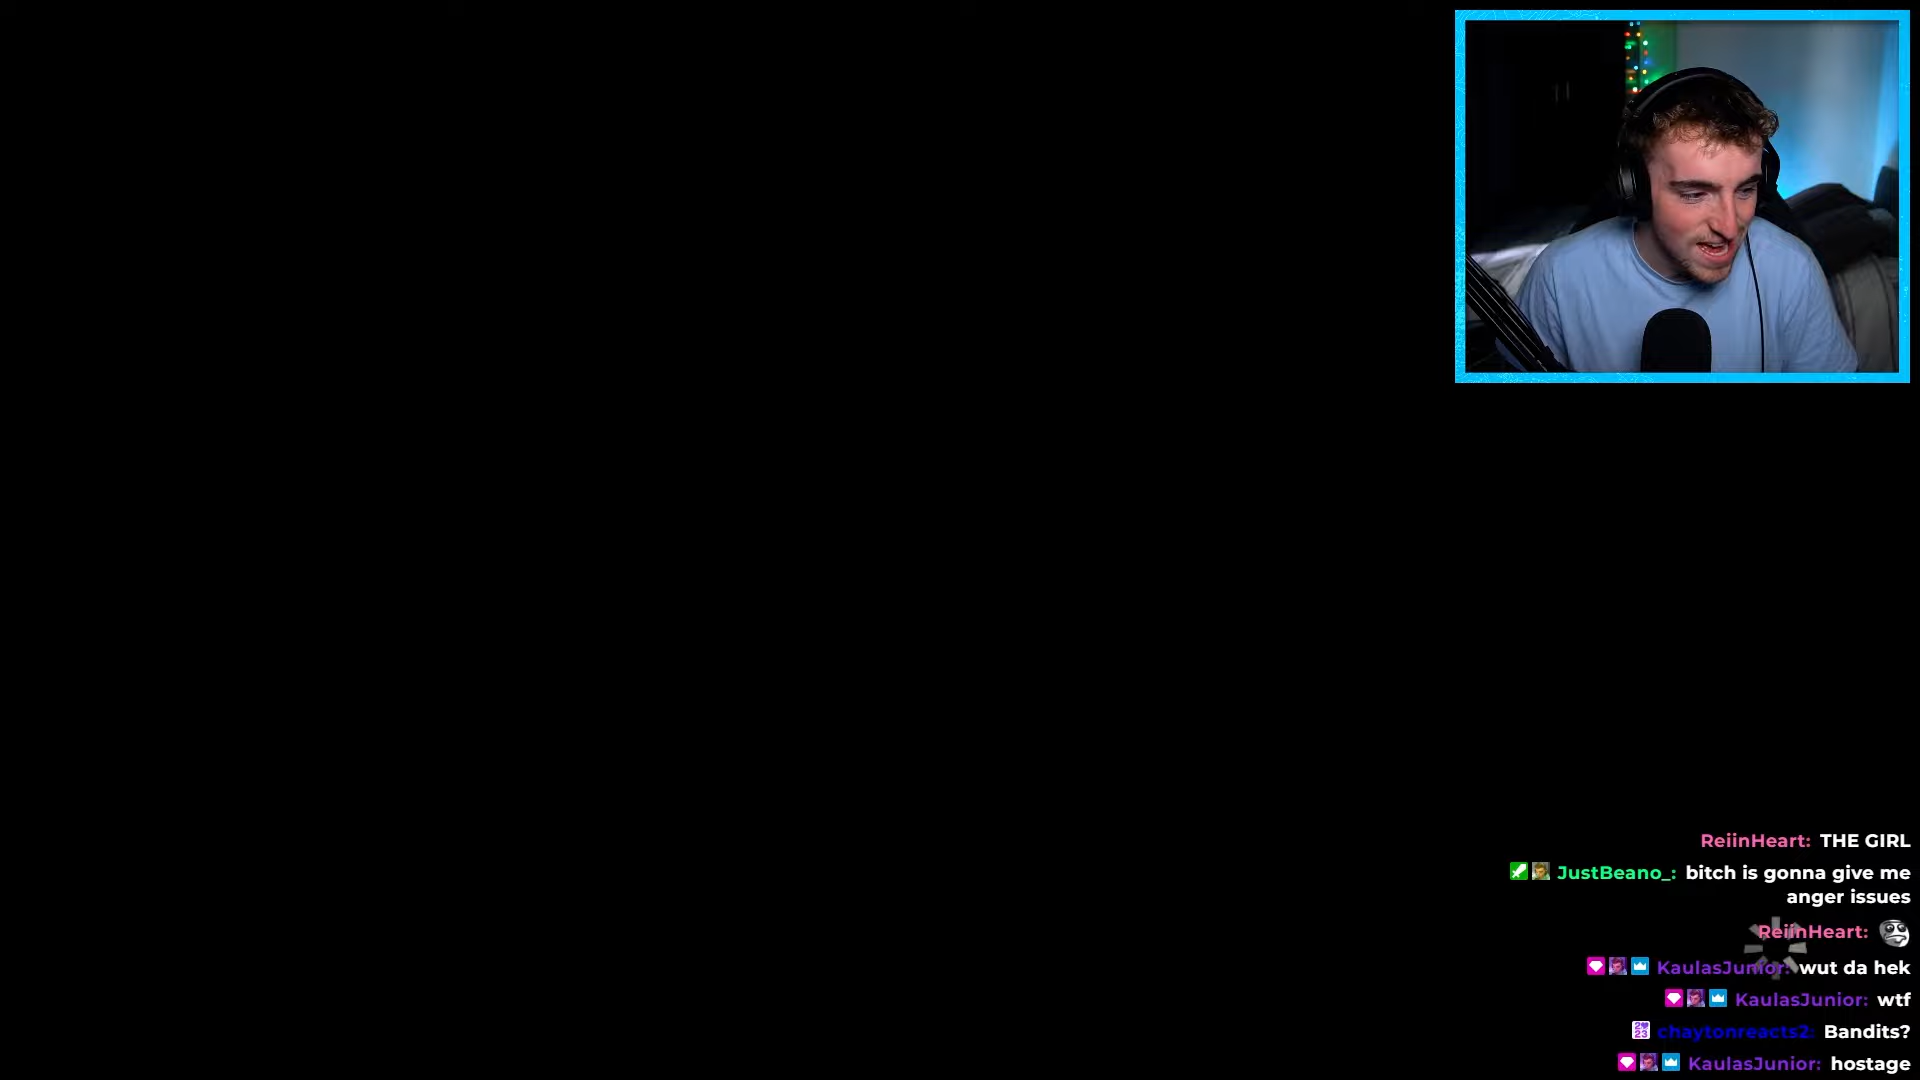 ReiinHeart: THE GIRL
JustBeano_: bitch is gonna give me
anger issues
ReiinHeart:
KaulasJunior: wut da hek
KaulasJunior: wtf
chaytonreacts2: Bandits?
KaulasJunior: hostage